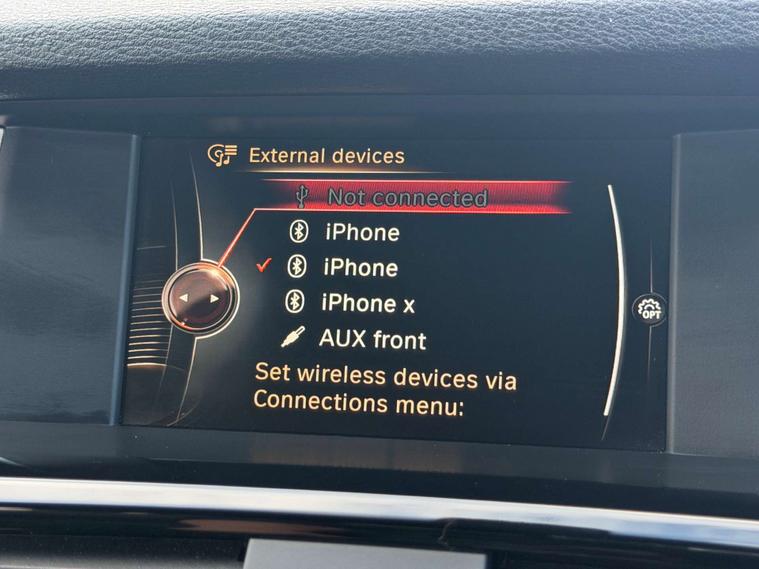 External devices
Not connected
iPhone
iPhone
iPhone x
AUX front
OPT
Set wireless devices via
Connections menu: